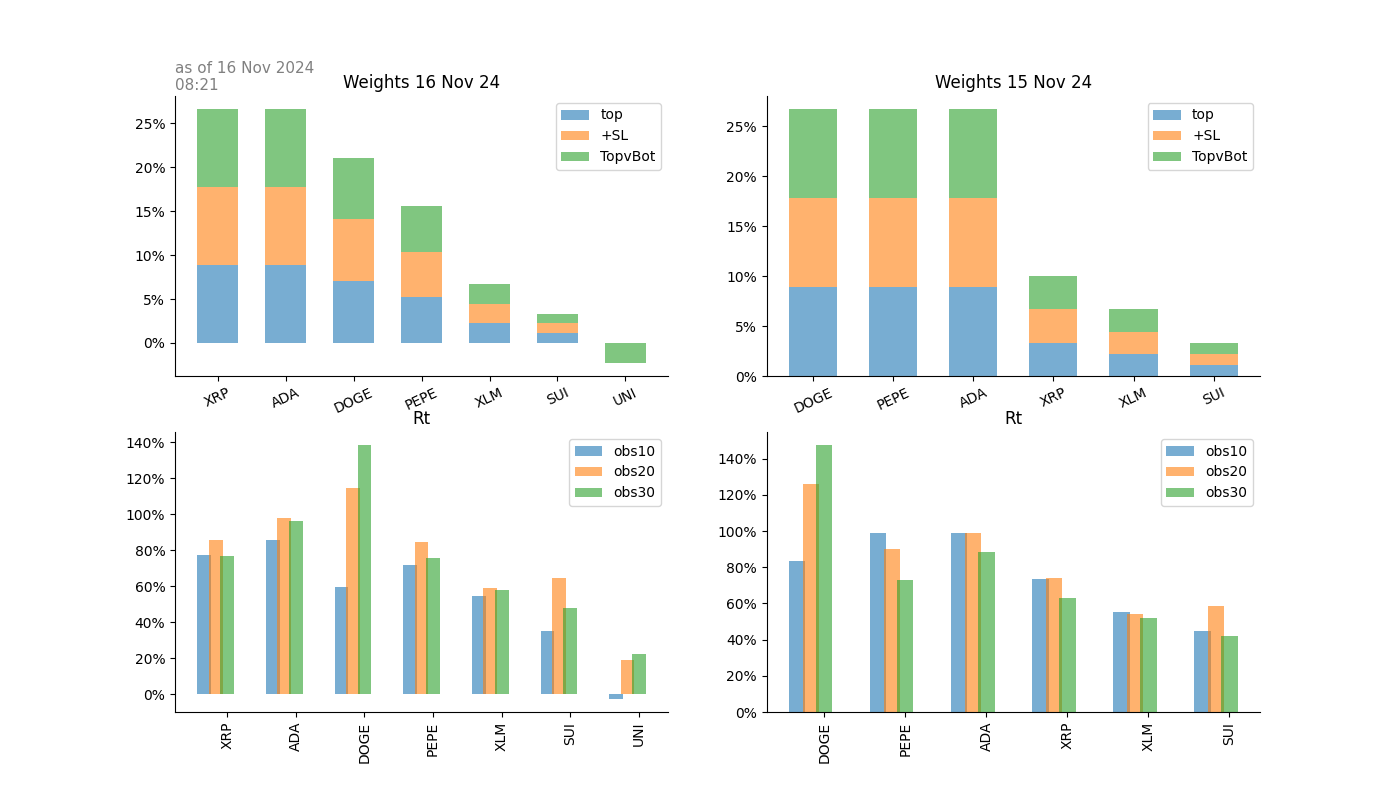 as of 16 Nov 2024
08:21
Weights 16 Nov 24
25%
20%
15%
10%
5%
0%
top
+SL
TopvBot
XRP ADA DOGE PEPE XLM SUI UNI
Weights 15 Nov 24
25%
20%
15%
10%
5%
0%
top
+SL
TopvBot
DOGE PEPE ADA XRP XLM SUI
Rt
140%
120%
100%
80%
60%
40%
20%
0%
obs10
obs20
obs30
XRP ADA DOGE PEPE XLM SUI UNI
Rt
140%
120%
100%
80%
60%
40%
20%
0%
obs10
obs20
obs30
DOGE PEPE ADA XRP XLM SUI